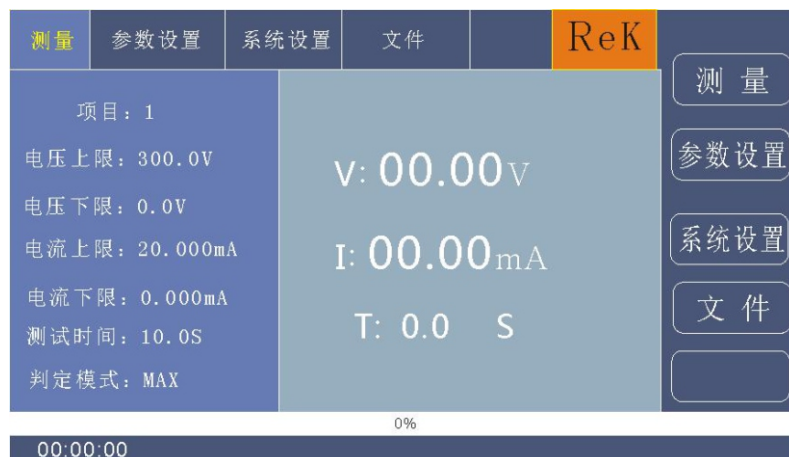 测量 参数设置 系统设置 文件 ReK
项目：1
电压上限：300.0V
电压下限：0.0V
电流上限：20.000mA
电流下限：0.000mA
测试时间：10.0S
判定模式：MAX
V: 00.00V
I: 00.00mA
T: 0.0 S
测 量
参数设置
系统设置
文 件
0%
00:00:00